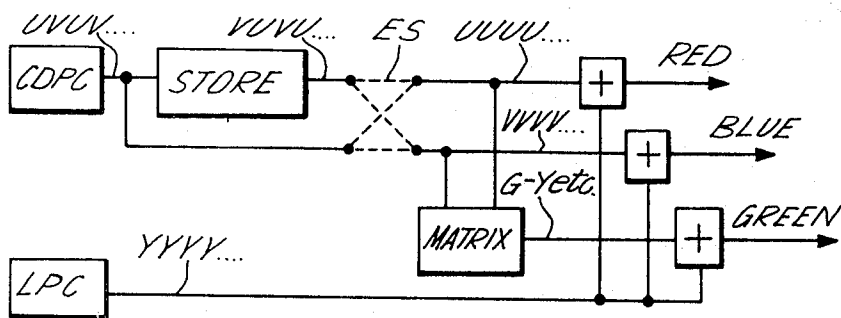 UVUV....
VUVU....
ES
UUUU....
RED
CDPC
STORE
+
VVVV....
BLUE
+
G-Yetc.
GREEN
MATRIX
+
YYYY....
LPC